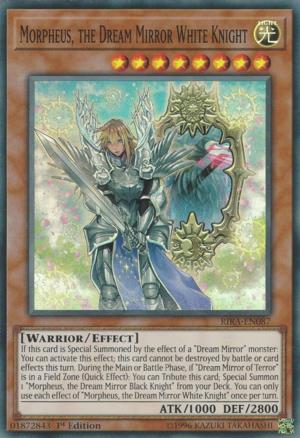 Morpheus, the Dream Mirror White Knight
LIGHT
光
RIRA-EN087
[Warrior/Effect]
If this card is Special Summoned by the effect of a "Dream Mirror" monster:
You can activate this effect; this card cannot be destroyed by battle or card
effects this turn. During the Main or Battle Phase, if "Dream Mirror of Terror"
is in a Field Zone (Quick Effect): You can Tribute this card; Special Summon
1 "Morpheus, the Dream Mirror Black Knight" from your Deck. You can only
use each effect of "Morpheus, the Dream Mirror White Knight" once per turn.
ATK/1000 DEF/2800
01872843 1st Edition ©1996 KAZUKI TAKAHASHI